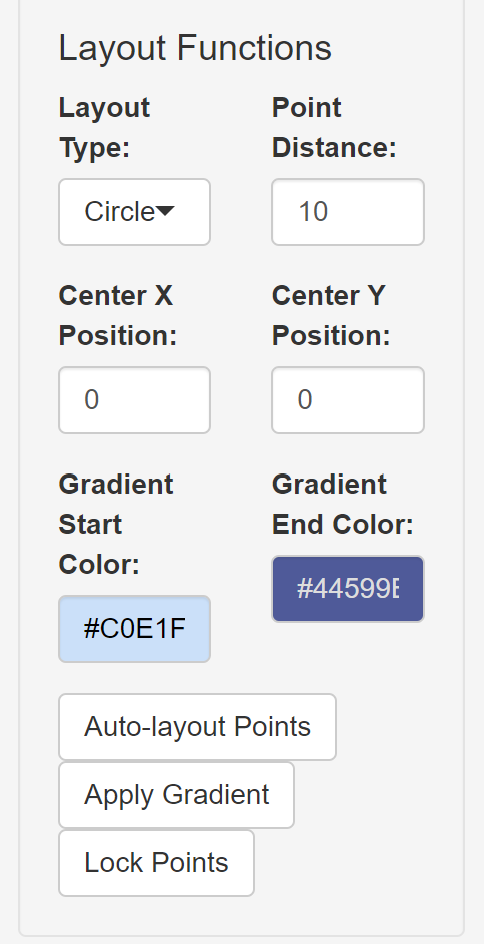 Layout Functions
Layout
Type:
Point
Distance:
Circle
10
Center X
Position:
Center Y
Position:
0
0
Gradient
Start
Color:
Gradient
End Color:
#C0E1F
#44599
Auto-layout Points
Apply Gradient
Lock Points